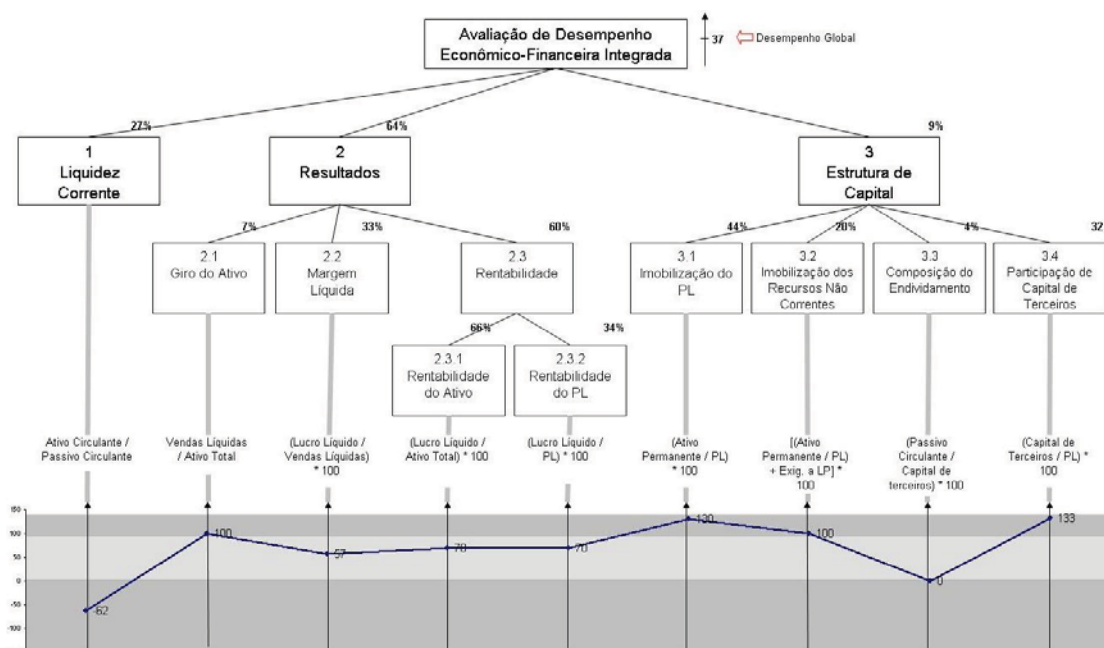 Avaliação de Desempenho
Econômico-Financeira Integrada
37
Desempenho Global
27%
64%
9%
1
Liquidez
Corrente
2
Resultados
3
Estrutura de
Capital
7%
33%
60%
44%
20%
4%
32
2.1
Giro do Ativo
2.2
Margem
Líquida
2.3
Rentabilidade
3.1
Imobilização do
PL
3.2
Imobilização dos
Recursos Não
Correntes
3.3
Composição do
Endividamento
3.4
Participação de
Capital de
Terceiros
66%
34%
2.3.1
Rentabilidade
do Ativo
2.3.2
Rentabilidade
do PL
Ativo Circulante /
Passivo Circulante
Vendas Líquidas
/ Ativo Total
(Lucro Líquido /
Vendas Líquidas)
* 100
(Lucro Líquido /
Ativo Total) * 100
(Lucro Líquido /
PL) * 100
(Ativo
Permanente / PL)
* 100
[(Ativo
Permanente / PL)
+ Exig. a LP] *
100
(Passivo
Circulante /
Capital de
terceiros) * 100
(Capital de
Terceiros / PL) *
100
150
100
50
0
-50
-100
-62
100
57
70
70
130
100
0
133